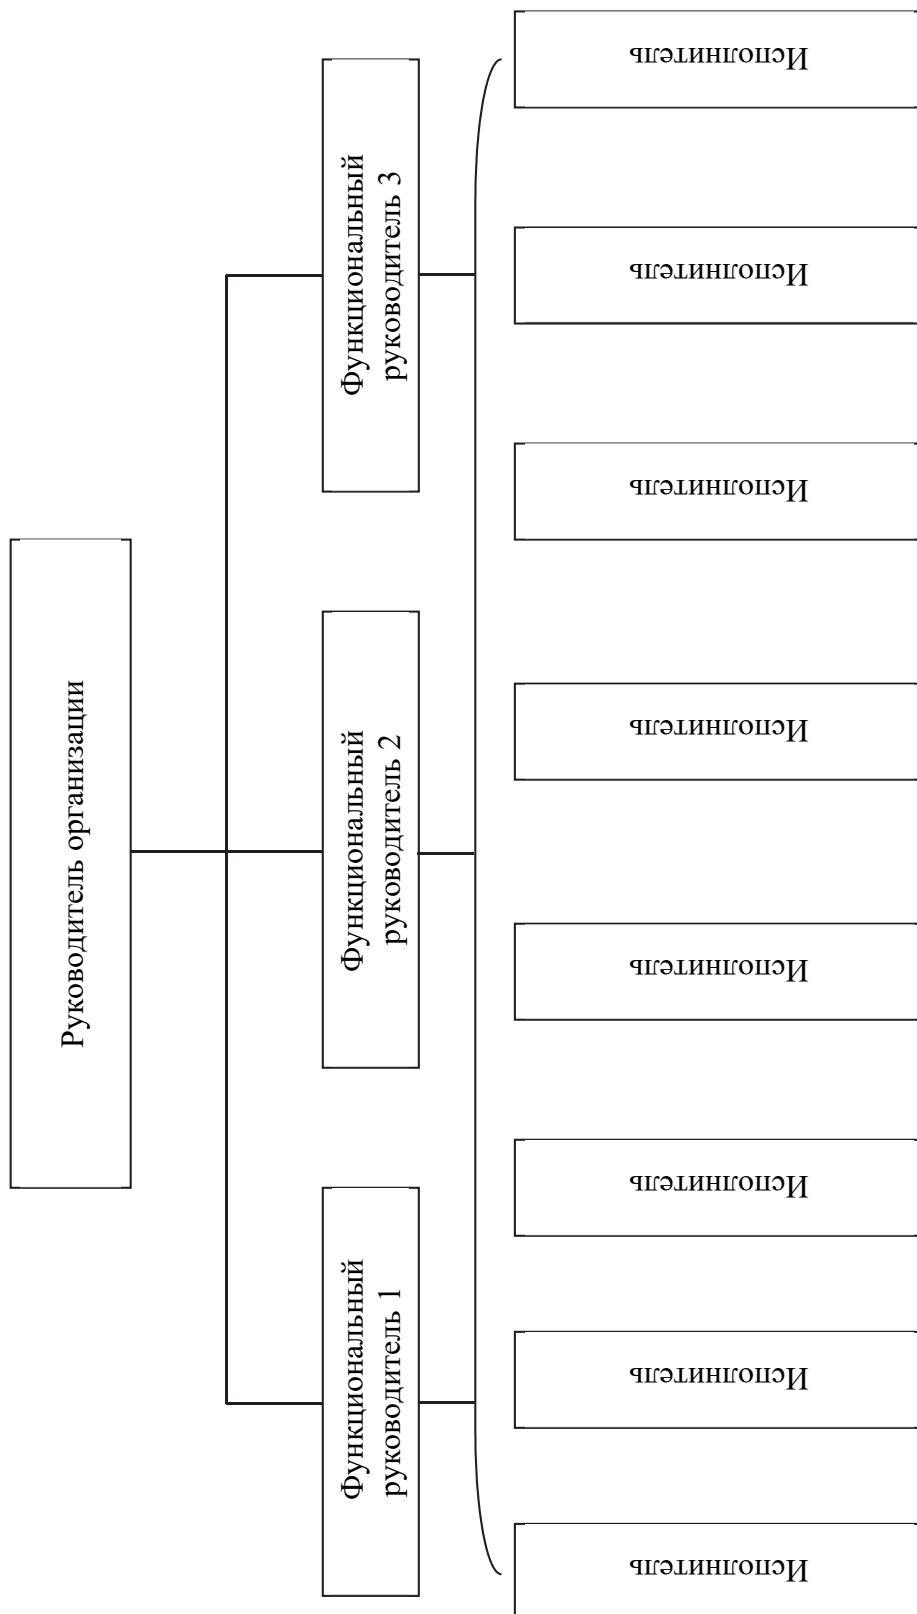 Руководитель организации
Функциональный
руководитель 1
Функциональный
руководитель 2
Функциональный
руководитель 3
Исполнитель
Исполнитель
Исполнитель
Исполнитель
Исполнитель
Исполнитель
Исполнитель
Исполнитель